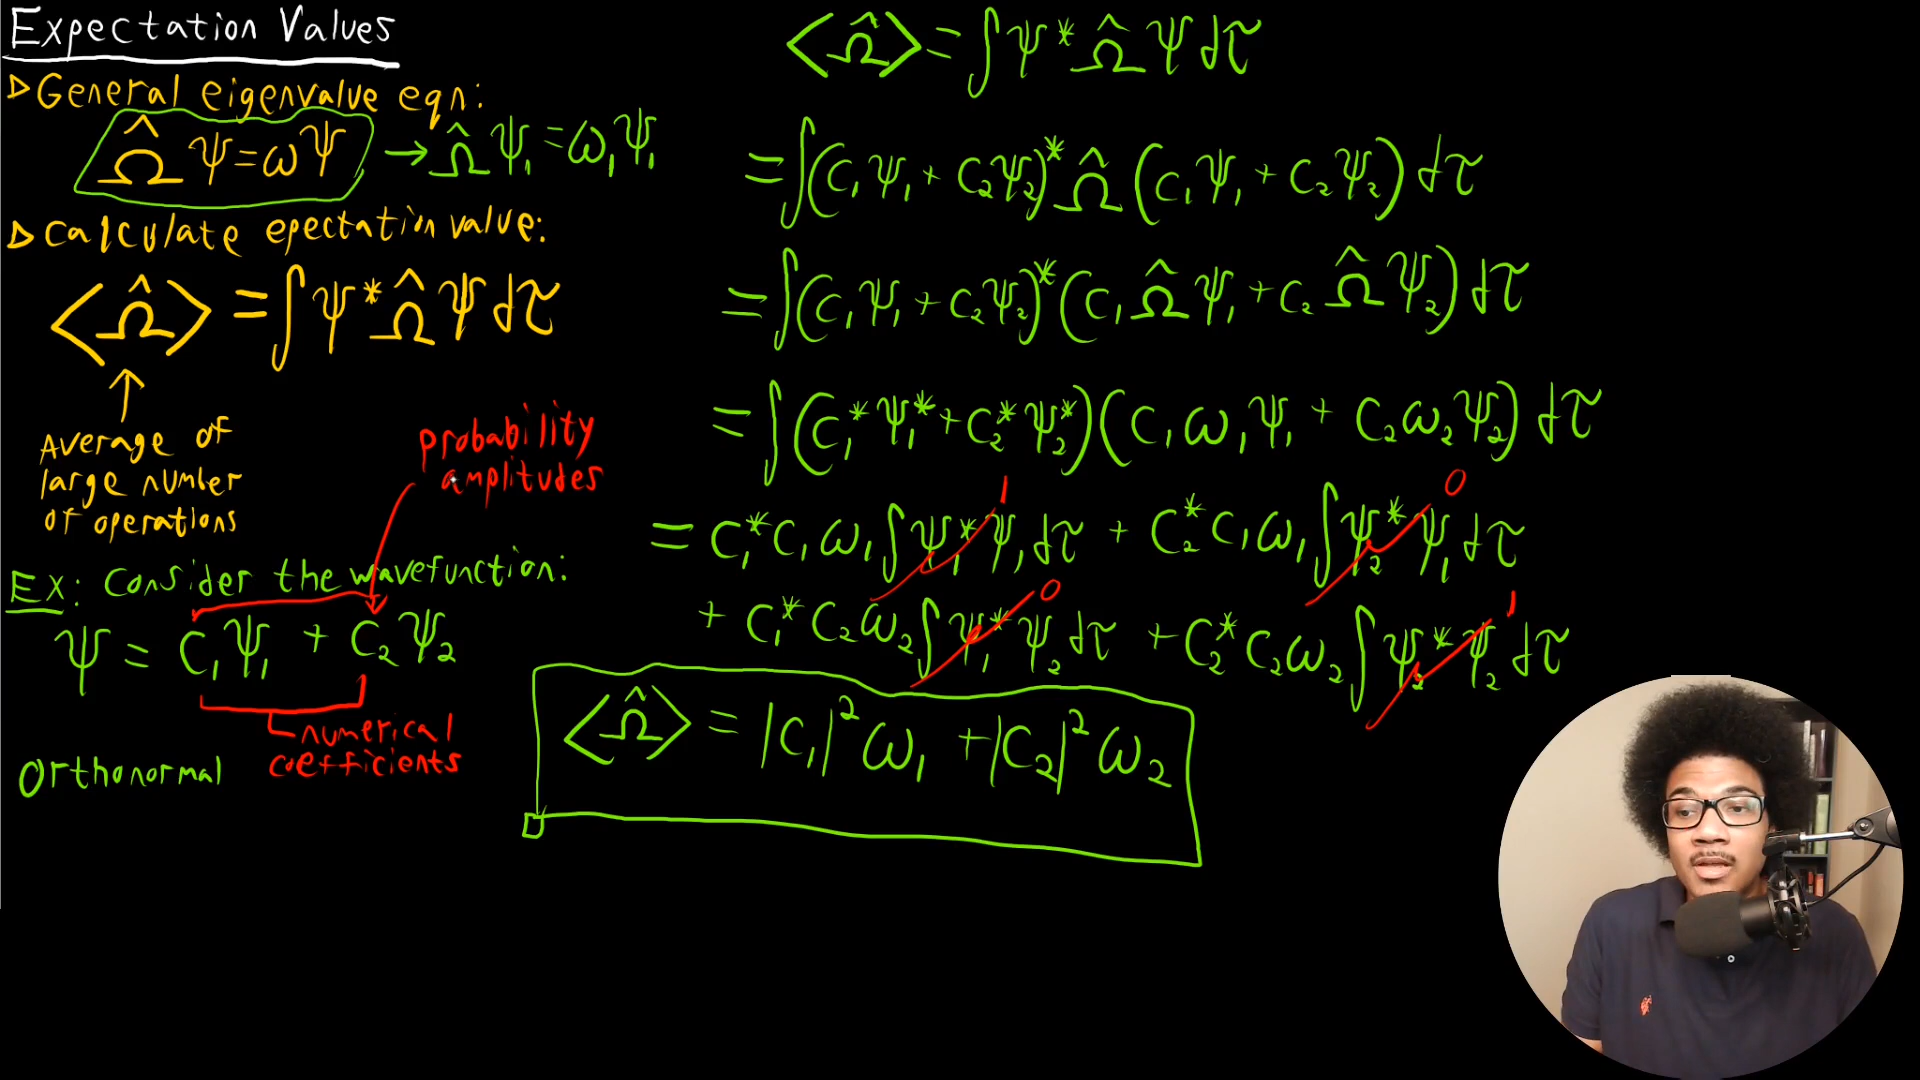 Expectation Values
▷General eigenvalue eqn:
Ω̂ψ=ωψ → Ω̂ψ₁=ω₁ψ₁
▷Calculate epectation value:
<Ω̂> = ∫ψ*Ω̂ψdτ
↑
Average of
large number
of operations
probability
amplitudes
Ex: Consider the wavefunction:
ψ = c₁ψ₁ + c₂ψ₂
numerical
coefficients
Orthonormal
<Ω̂> = ∫ψ*Ω̂ψdτ
=∫(c₁ψ₁ + c₂ψ₂)*Ω̂(c₁ψ₁ + c₂ψ₂)dτ
=∫(c₁ψ₁ + c₂ψ₂)*(c₁Ω̂ψ₁ + c₂Ω̂ψ₂)dτ
=∫(c₁*ψ₁* + c₂*ψ₂*)(c₁ω₁ψ₁ + c₂ω₂ψ₂)dτ
1 0
= c₁*c₁ω₁∫ψ₁*ψ₁dτ + c₂*c₁ω₁∫ψ₂*ψ₁dτ
0 1
+ c₁*c₂ω₂∫ψ₁*ψ₂dτ + c₂*c₂ω₂∫ψ₂*ψ₂dτ
<Ω̂> = |c₁|²ω₁ + |c₂|²ω₂